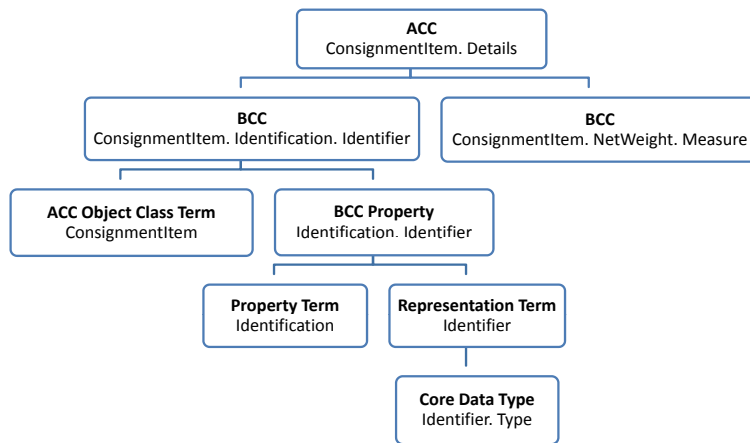 ACC
ConsignmentItem. Details
BCC
ConsignmentItem. Identification. Identifier
BCC
ConsignmentItem. NetWeight. Measure
ACC Object Class Term
ConsignmentItem
BCC Property
Identification. Identifier
Property Term
Identification
Representation Term
Identifier
Core Data Type
Identifier. Type